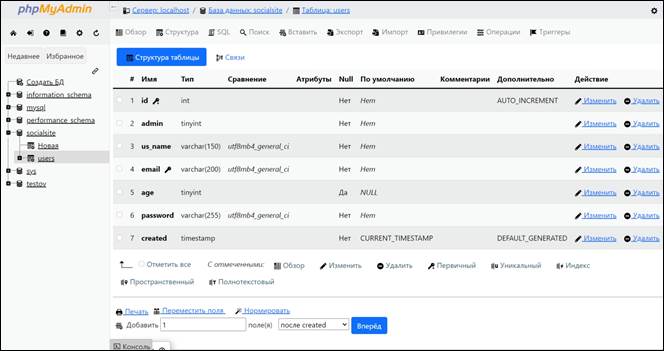 phpMyAdmin
Сервер: localhost / База данных: socialsite / Таблица: users
Обзор Структура SQL Поиск Вставить Экспорт Импорт Привилегии Операции Триггеры
Недавнее Избранное
Создать БД
information_schema
mysql
performance_schema
socialsite
Новая
users
sys
testov
Структура таблицы Связи
# Имя Тип Сравнение Атрибуты Null По умолчанию Комментарии Дополнительно Действие
1 id int Нет Нет AUTO_INCREMENT Изменить Удалить
2 admin tinyint Нет Нет Изменить Удалить
3 us_name varchar(150) utf8mb4_general_ci Нет Нет Изменить Удалить
4 email varchar(200) utf8mb4_general_ci Нет Нет Изменить Удалить
5 age tinyint Да NULL Изменить Удалить
6 password varchar(255) utf8mb4_general_ci Нет Нет Изменить Удалить
7 created timestamp Нет CURRENT_TIMESTAMP DEFAULT_GENERATED Изменить Удалить
Отметить все С отмеченными: Обзор Изменить Удалить Первичный Уникальный Индекс
Пространственный Полнотекстовый
Печать Переместить поля Нормировать
Добавить 1 поле(я) после created Вперёд
Консоль